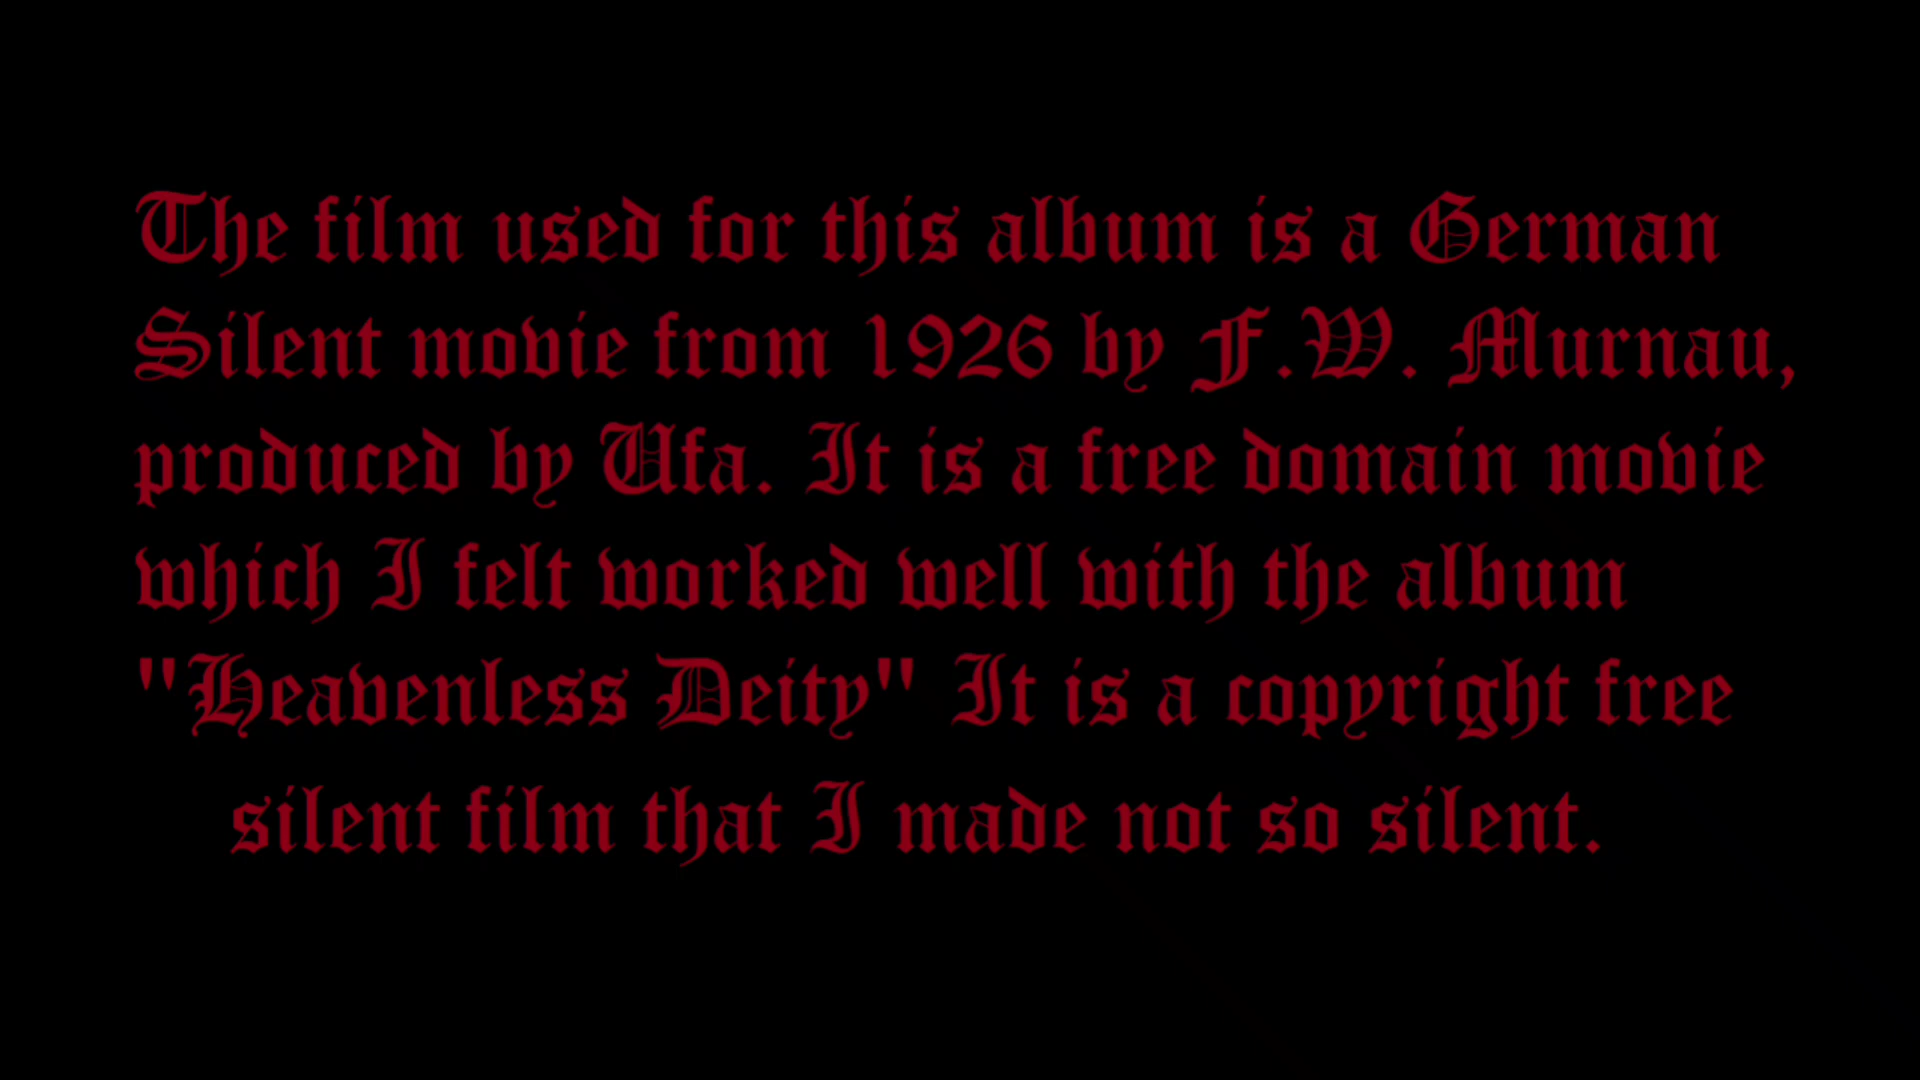 The film used for this album is a German
Silent movie from 1926 by F.W. Murnau,
produced by Ufa. It is a free domain movie
which I felt worked well with the album
"Heavenless Deity" It is a copyright free
silent film that I made not so silent.